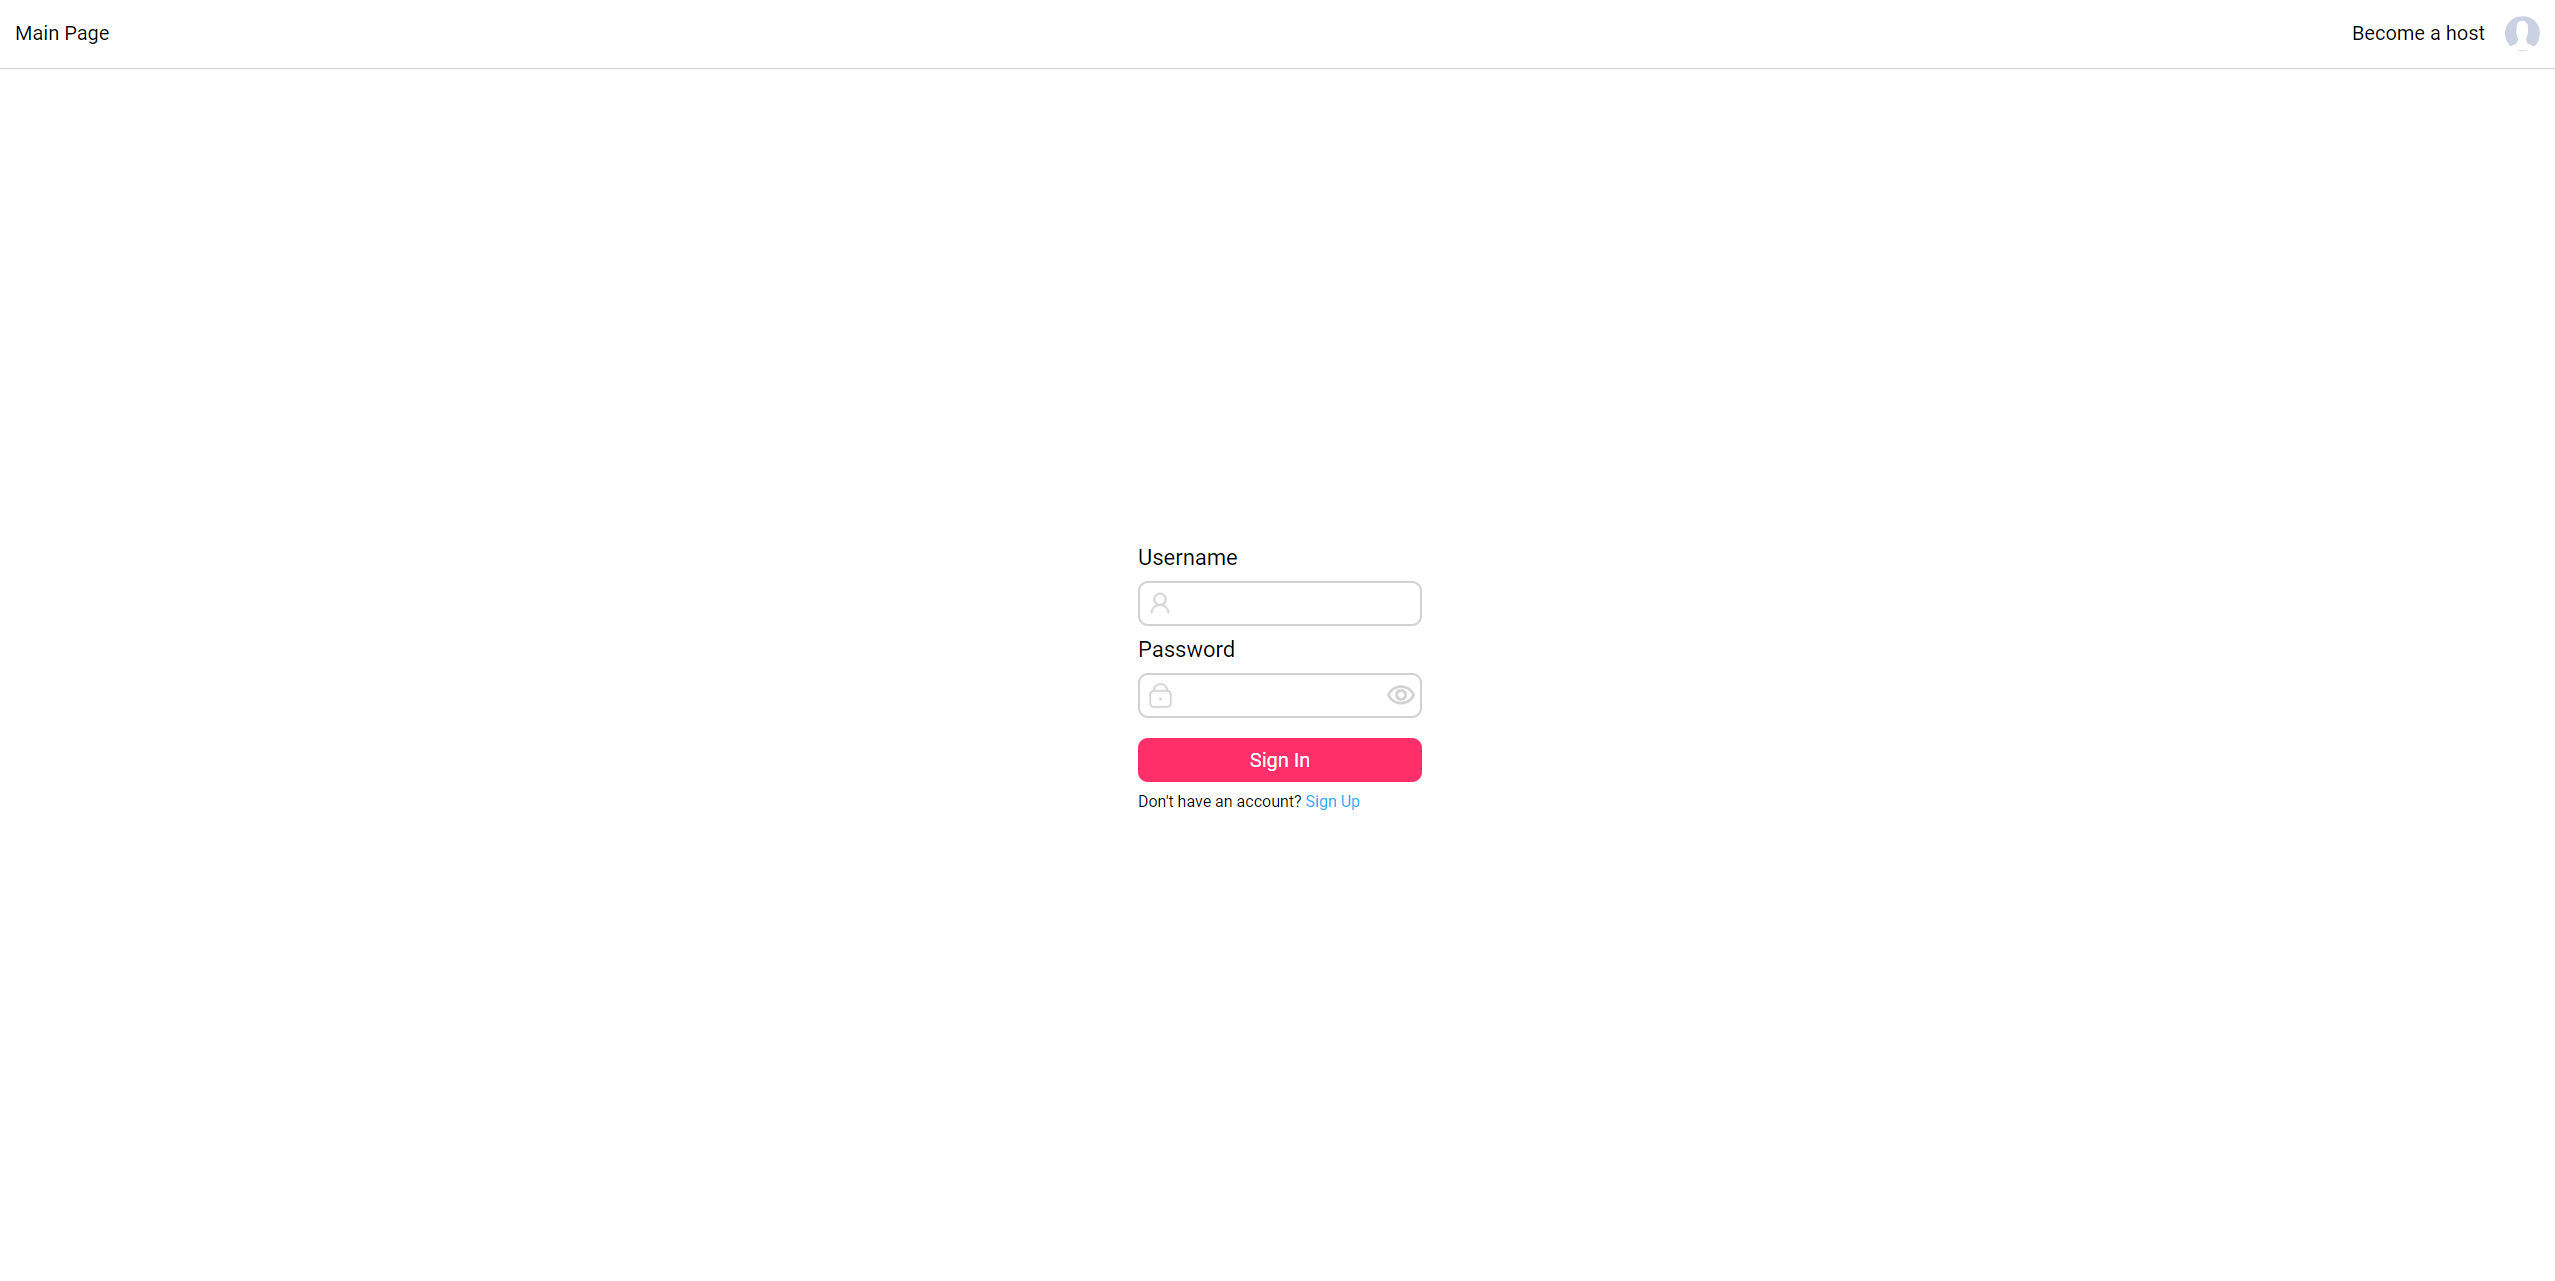 Main Page
Become a host
Username
Password
Sign In
Don't have an account? Sign Up